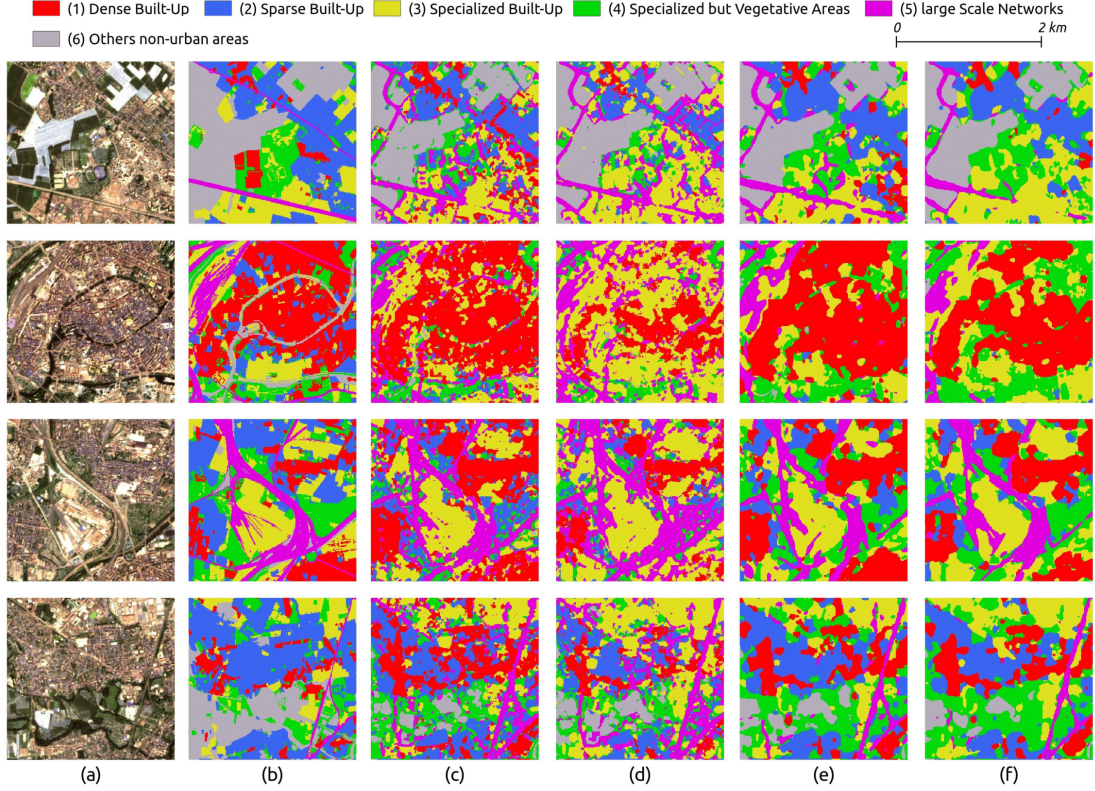 (1) Dense Built-Up (2) Sparse Built-Up (3) Specialized Built-Up (4) Specialized but Vegetative Areas (5) large Scale Networks
(6) Others non-urban areas
0 2 km
(a) (b) (c) (d) (e) (f)